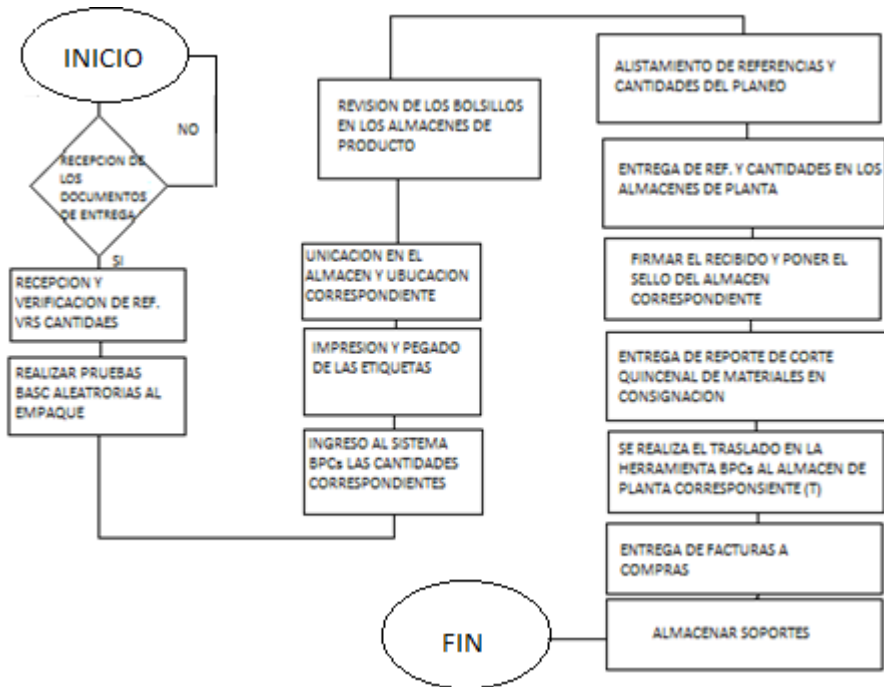 INICIO
NO
RECEPCION DE
LOS
DOCUMENTOS
DE ENTREGA
SI
RECEPCION Y
VERIFICACION DE REF.
VRS CANTIDAES
REALIZAR PRUEBAS
BASC ALEATRORIAS AL
EMPAQUE
INGRESO AL SISTEMA
BPCs LAS CANTIDADES
CORRESPONDIENTES
IMPRESION Y PEGADO
DE LAS ETIQUETAS
UNICACION EN EL
ALMACEN Y UBUCACION
CORRESPONDIENTE
REVISION DE LOS BOLSILLOS
EN LOS ALMACENES DE
PRODUCTO
ALISTAMIENTO DE REFERENCIAS Y
CANTIDADES DEL PLANEO
ENTREGA DE REF. Y CANTIDADES EN LOS
ALMACENES DE PLANTA
FIRMAR EL RECIBIDO Y PONER EL
SELLO DEL ALMACEN
CORRESPONDIENTE
ENTREGA DE REPORTE DE CORTE
QUINCENAL DE MATERIALES EN
CONSIGNACION
SE REALIZA EL TRASLADO EN LA
HERRAMIENTA BPCs AL ALMACEN DE
PLANTA CORRESPONSIENTE (T)
ENTREGA DE FACTURAS A
COMPRAS
ALMACENAR SOPORTES
FIN